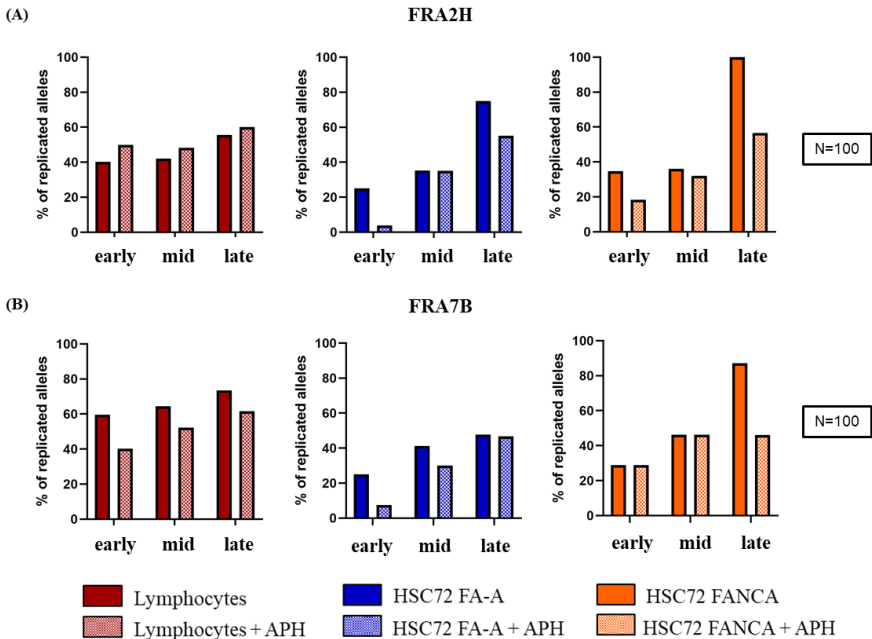 (A)
FRA2H
% of replicated alleles
100
80
60
40
20
0
early mid late
% of replicated alleles
100
80
60
40
20
0
early mid late
% of replicated alleles
100
80
60
40
20
0
early mid late
N=100
(B)
FRA7B
% of replicated alleles
100
80
60
40
20
0
early mid late
% of replicated alleles
100
80
60
40
20
0
early mid late
% of replicated alleles
100
80
60
40
20
0
early mid late
N=100
Lymphocytes
HSC72 FA-A
HSC72 FANCA
Lymphocytes + APH
HSC72 FA-A + APH
HSC72 FANCA + APH